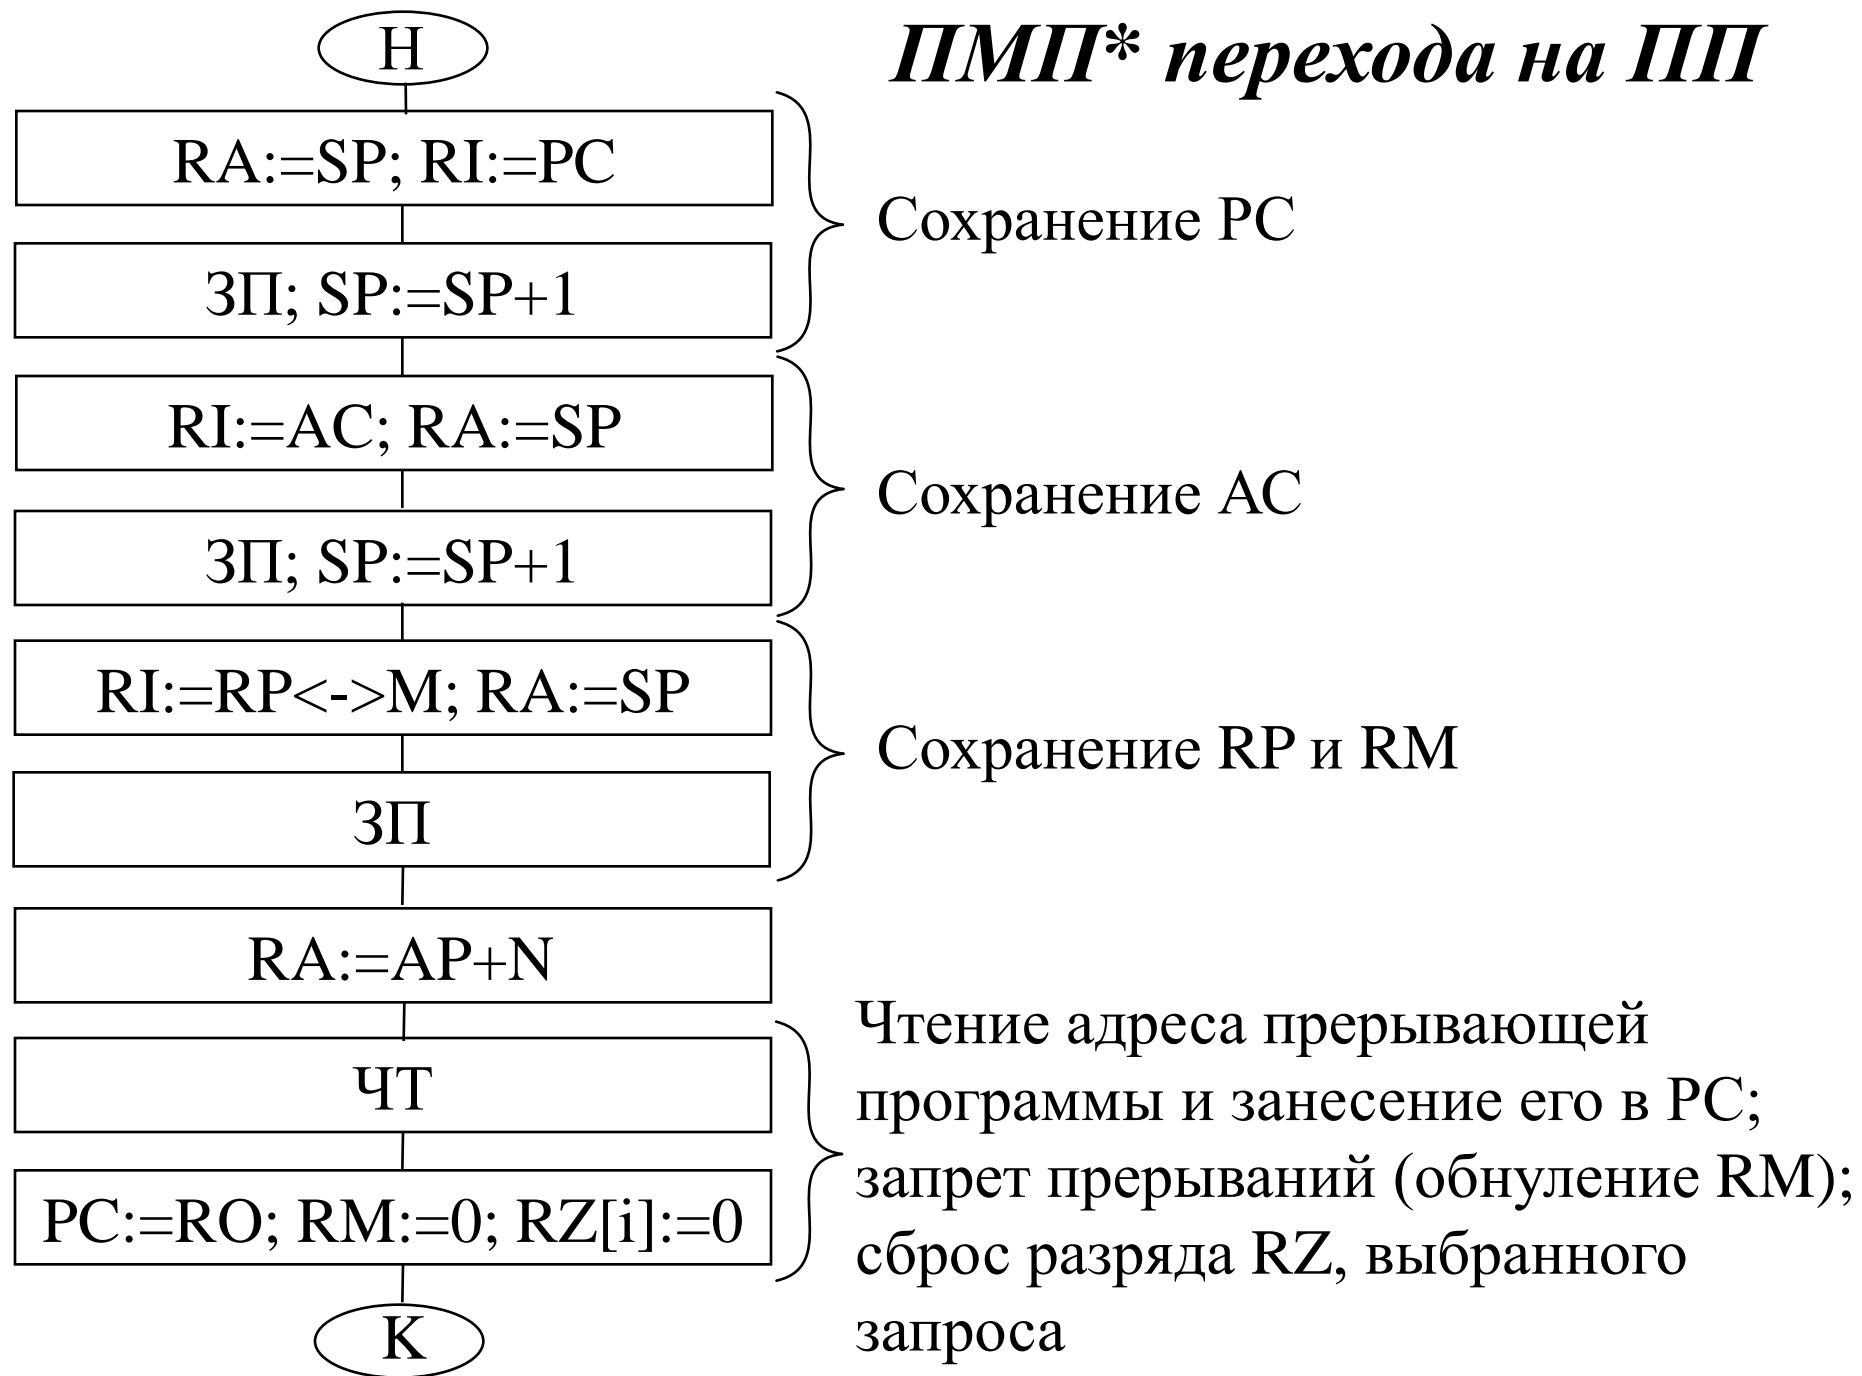 Н
ПМП* перехода на ПП
RA:=SP; RI:=PC
Сохранение PC
ЗП; SP:=SP+1
RI:=AC; RA:=SP
Сохранение АС
ЗП; SP:=SP+1
RI:=RP<->M; RA:=SP
Сохранение RP и RM
ЗП
RA:=AP+N
ЧТ
PC:=RO; RM:=0; RZ[i]:=0
Чтение адреса прерывающей
программы и занесение его в PC;
запрет прерываний (обнуление RM);
сброс разряда RZ, выбранного
запроса
К